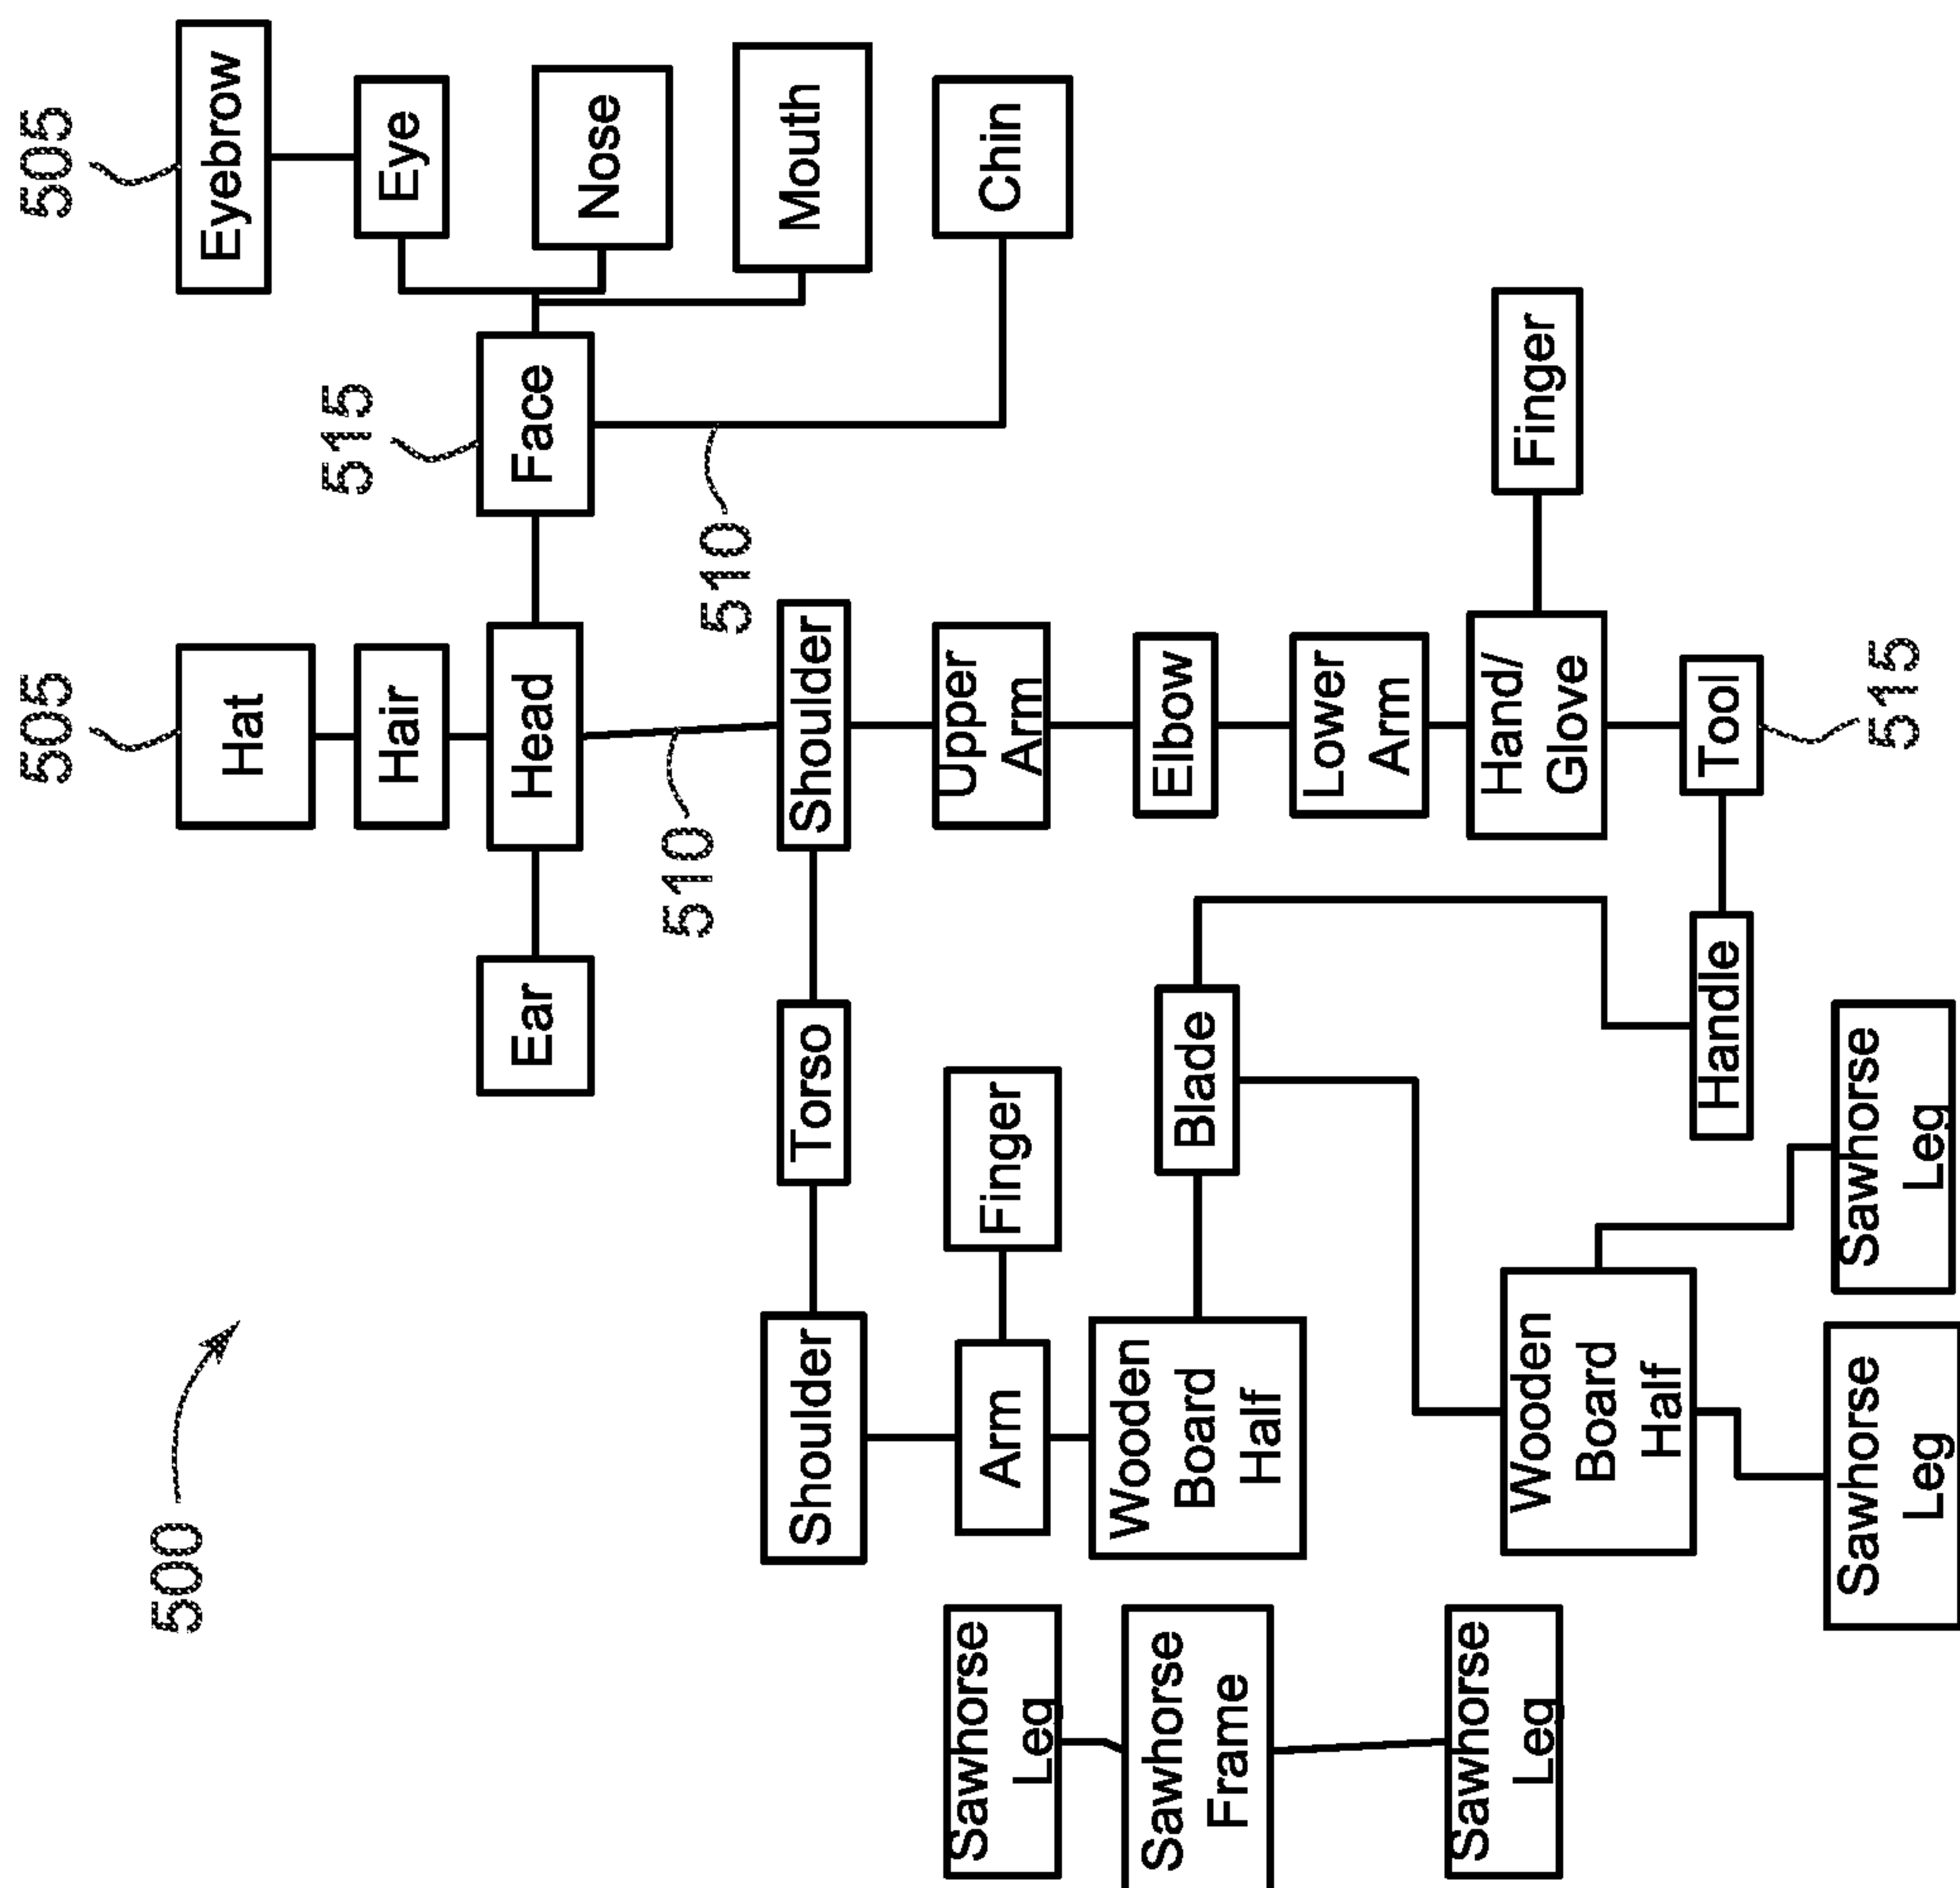 505
Eyebrow
Eye
Nose
Mouth
Chin
515
Face
510
Finger
505
Hat
Hair
Head
510
Shoulder
Upper
Arm
Elbow
Lower
Arm
Hand/
Glove
Tool
515
Ear
Torso
Finger
Blade
Handle
Sawhorse
Leg
500
Shoulder
Arm
Wooden
Board
Half
Wooden
Board
Half
Sawhorse
Leg
Sawhorse
Leg
Sawhorse
Frame
Sawhorse
Leg